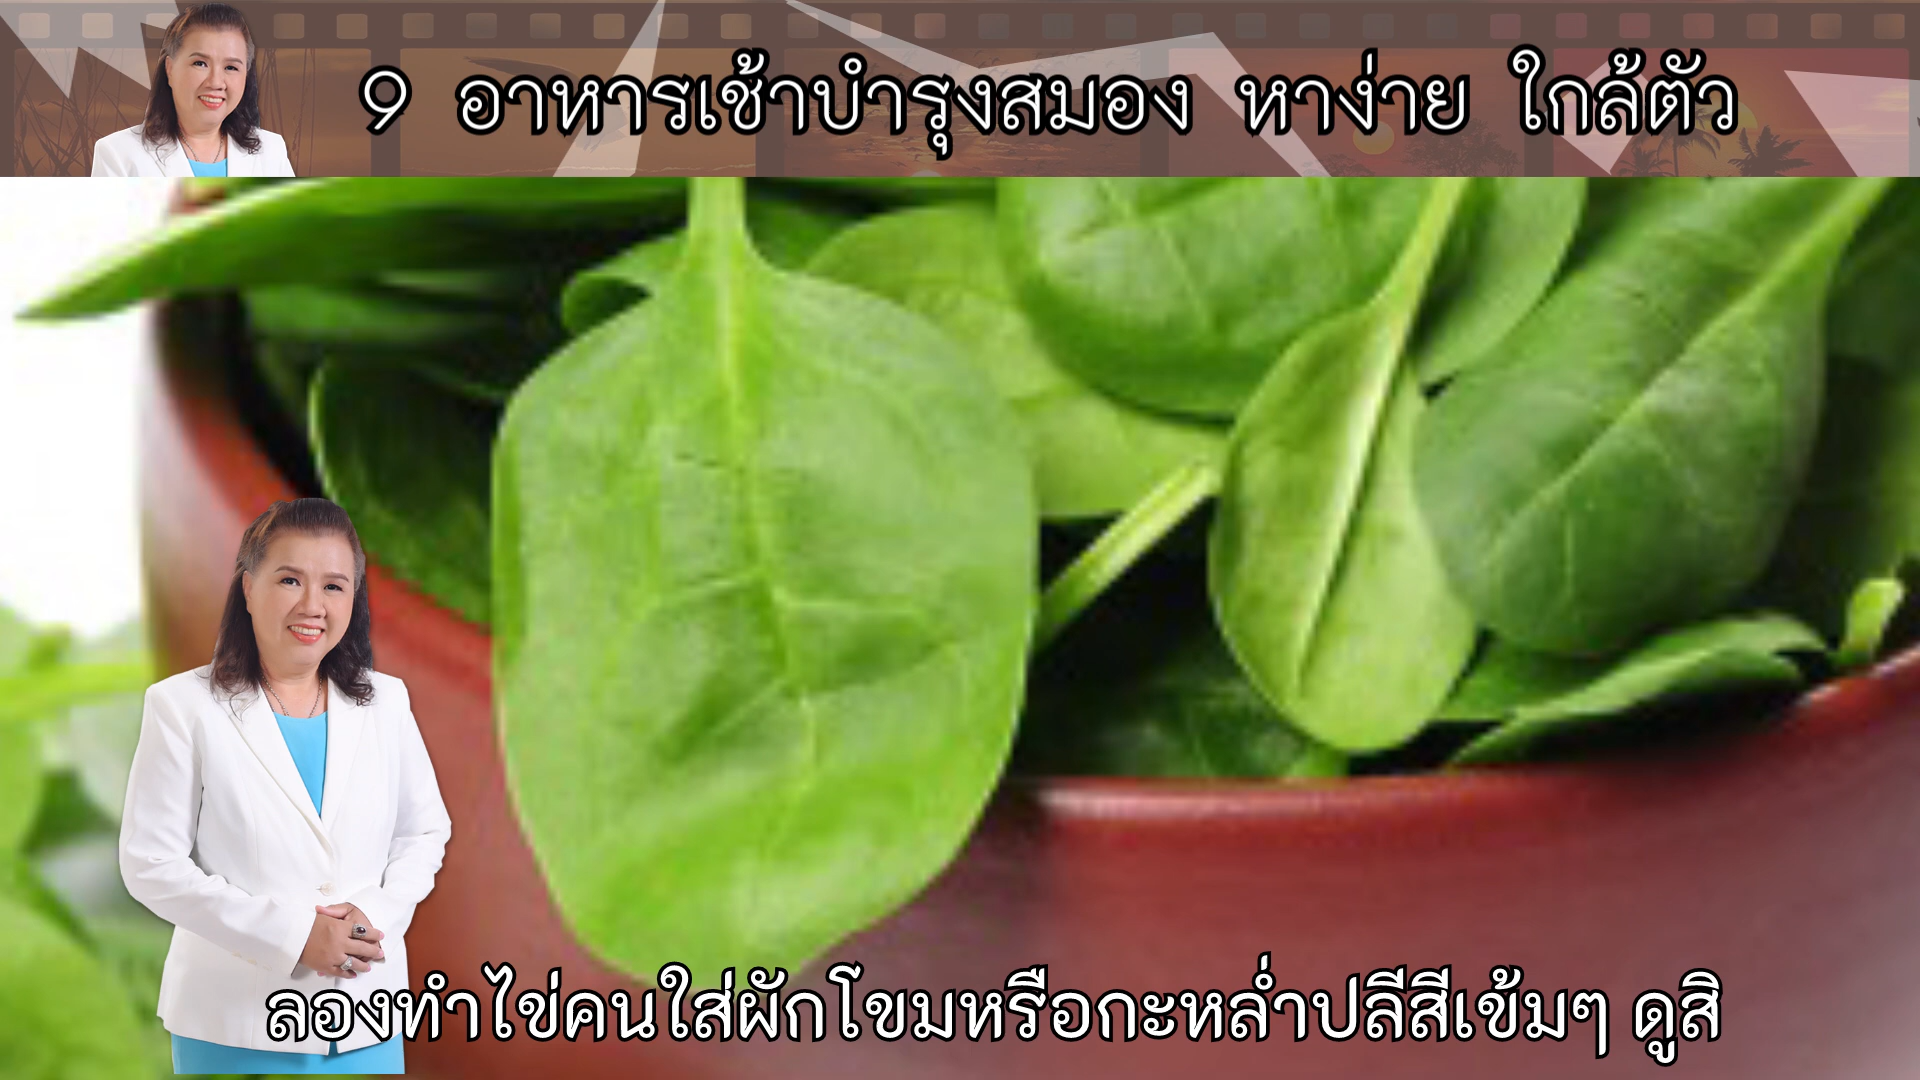 9 อาหารเช้าบำรุงสมอง หาง่าย ใกล้ตัว
ลองทำไข่คนใส่ผักโขมหรือกะหล่ำปลีสีเข้มๆ ดูสิ